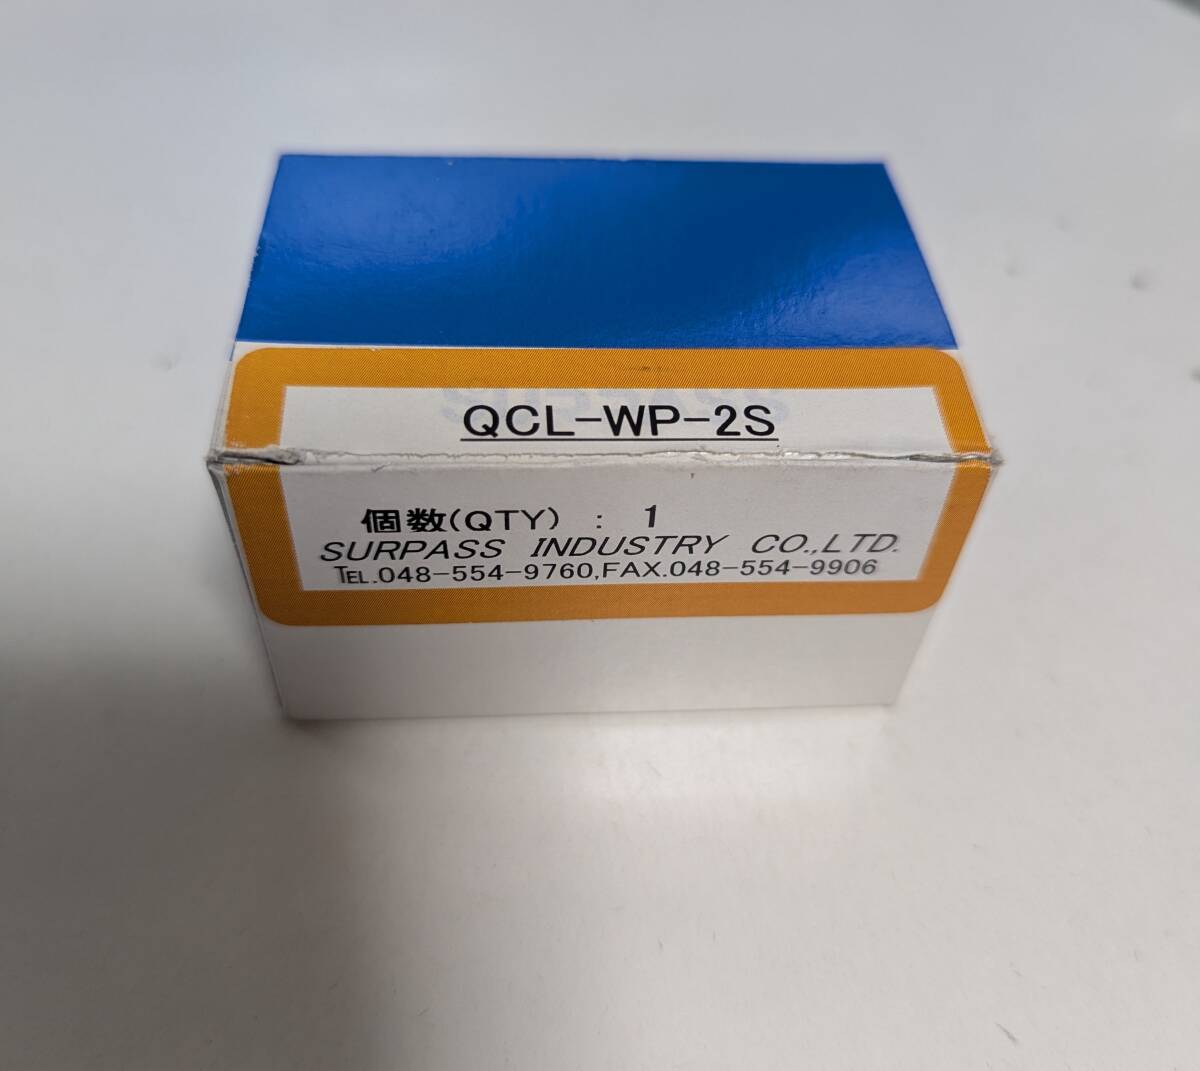 QCL-WP-2S
個数(QTY) : 1
SURPASS INDUSTRY CO.,LTD.
TEL.048-554-9760,FAX.048-554-9906